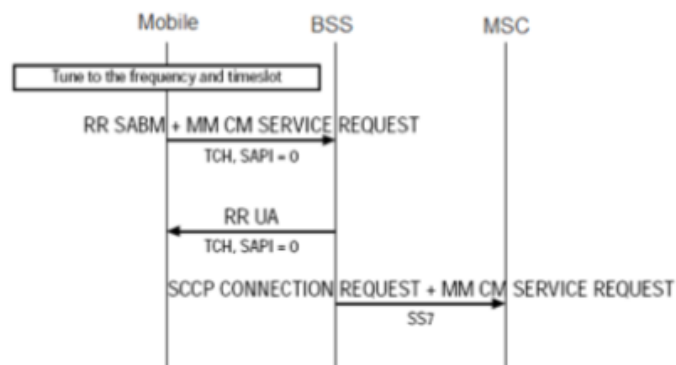 Mobile BSS MSC
Tune to the frequency and timeslot
RR SABM + MM CM SERVICE REQUEST
TCH, SAPI = 0
RR UA
TCH, SAPI = 0
SCCP CONNECTION REQUEST + MM CM SERVICE REQUEST
SS7